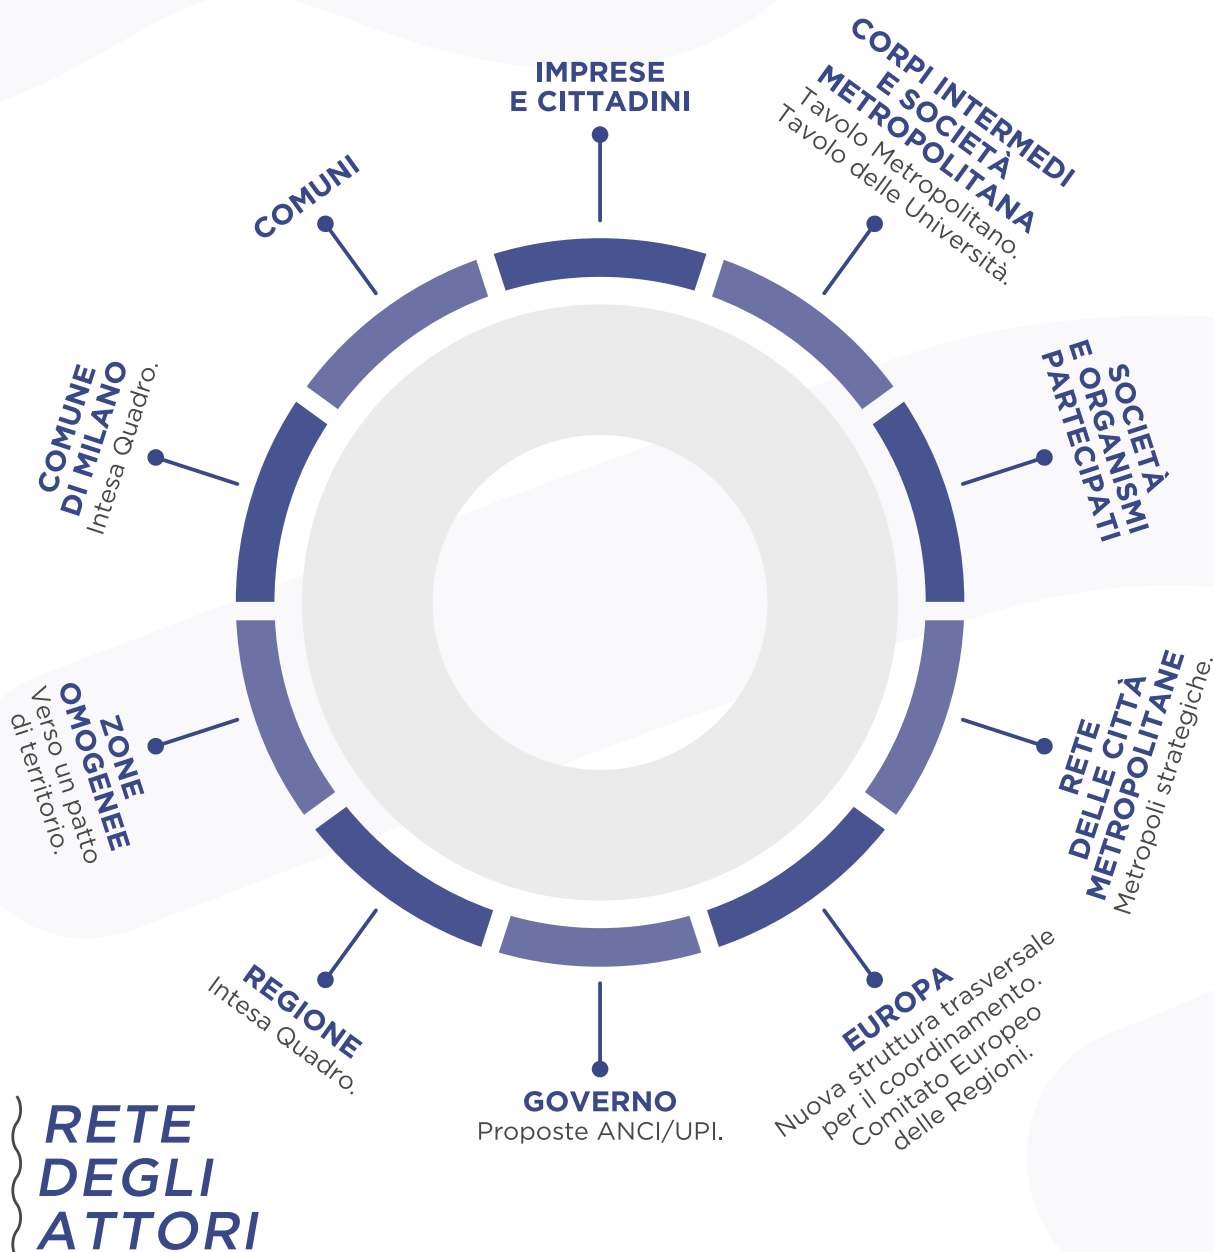 IMPRESE
E CITTADINI
CORPI INTERMEDI
E SOCIETÀ
METROPOLITANA
Tavolo Metropolitano.
Tavolo delle Università.
SOCIETÀ
E ORGANISMI
PARTECIPATI
RETE
DELLE CITTÀ
METROPOLITANE
Metropoli strategiche.
EUROPA
Nuova struttura trasversale
per il coordinamento.
Comitato Europeo
delle Regioni.
GOVERNO
Proposte ANCI/UPI.
REGIONE
Intesa Quadro.
ZONE
OMOGENEE
Verso un patto
di territorio.
COMUNE
DI MILANO
Intesa Quadro.
COMUNI
RETE
DEGLI
ATTORI